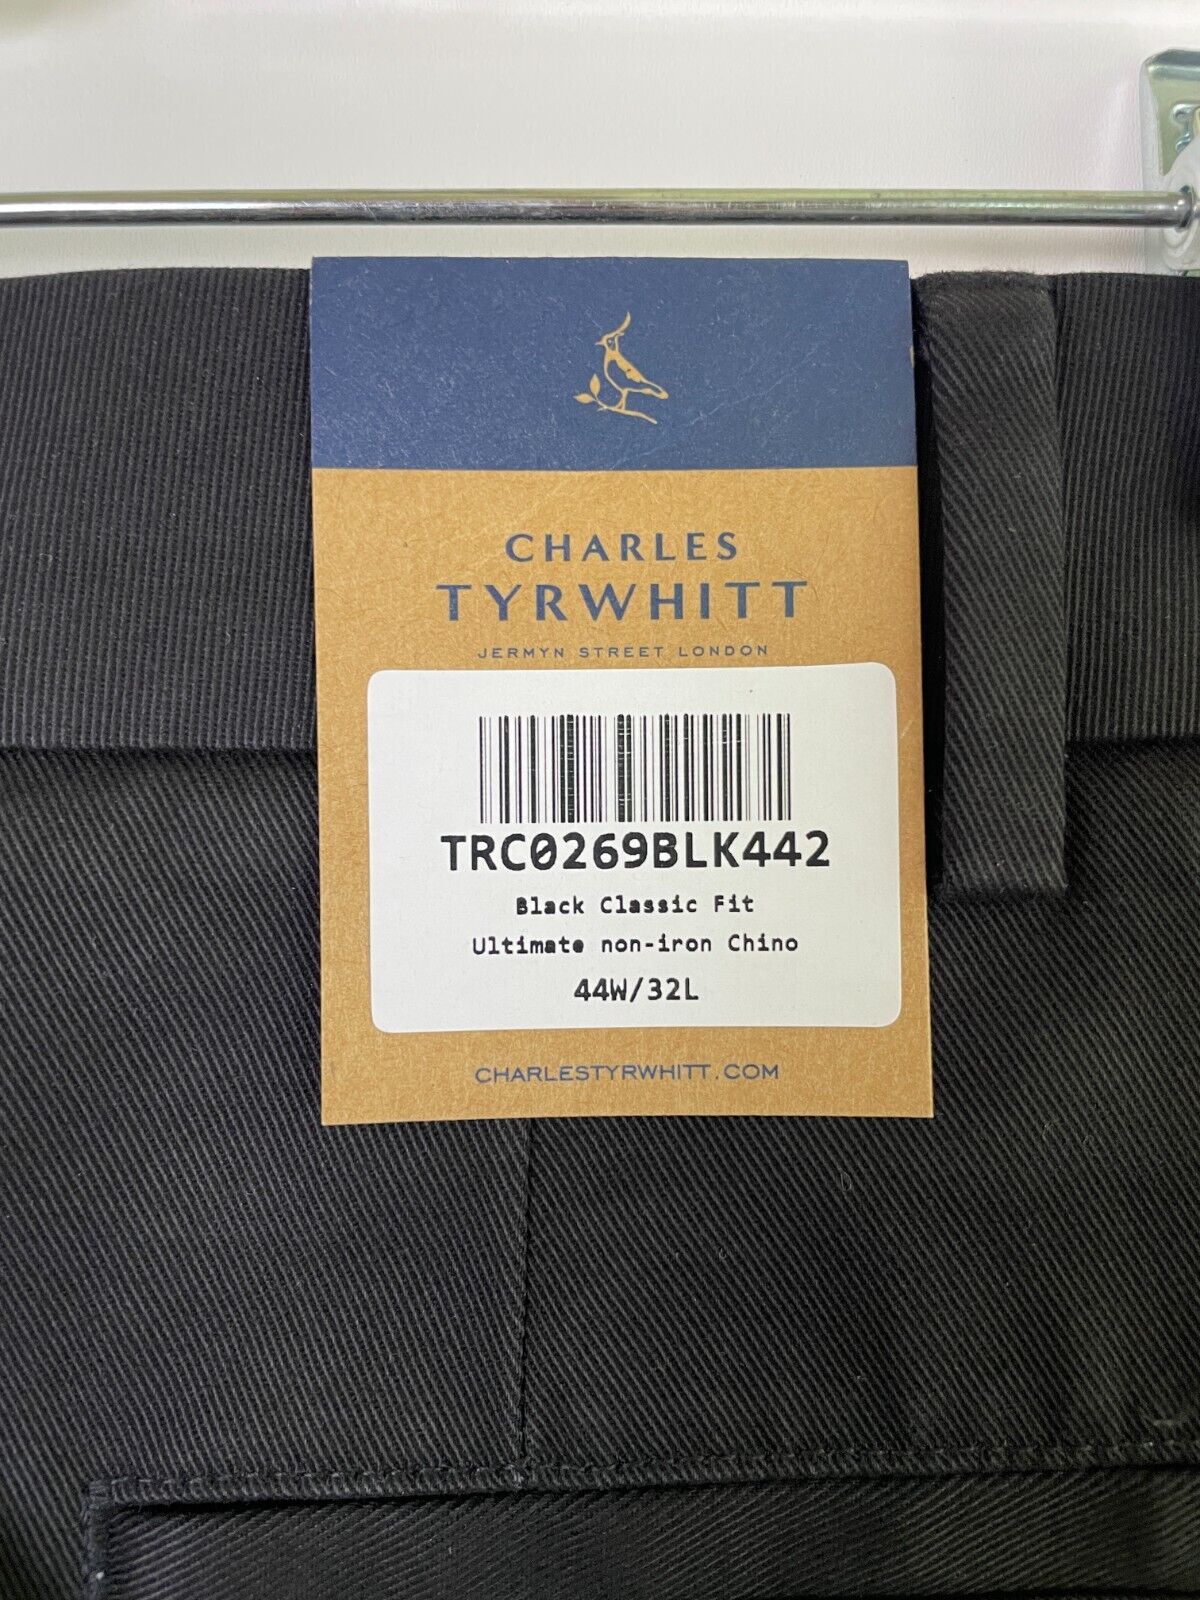 CHARLES
TYRWHITT
JERMYN STREET LONDON
TRC0269BLK442
Black Classic Fit
Ultimate non-iron Chino
44W/32L
CHARLESTYRWHITT.COM